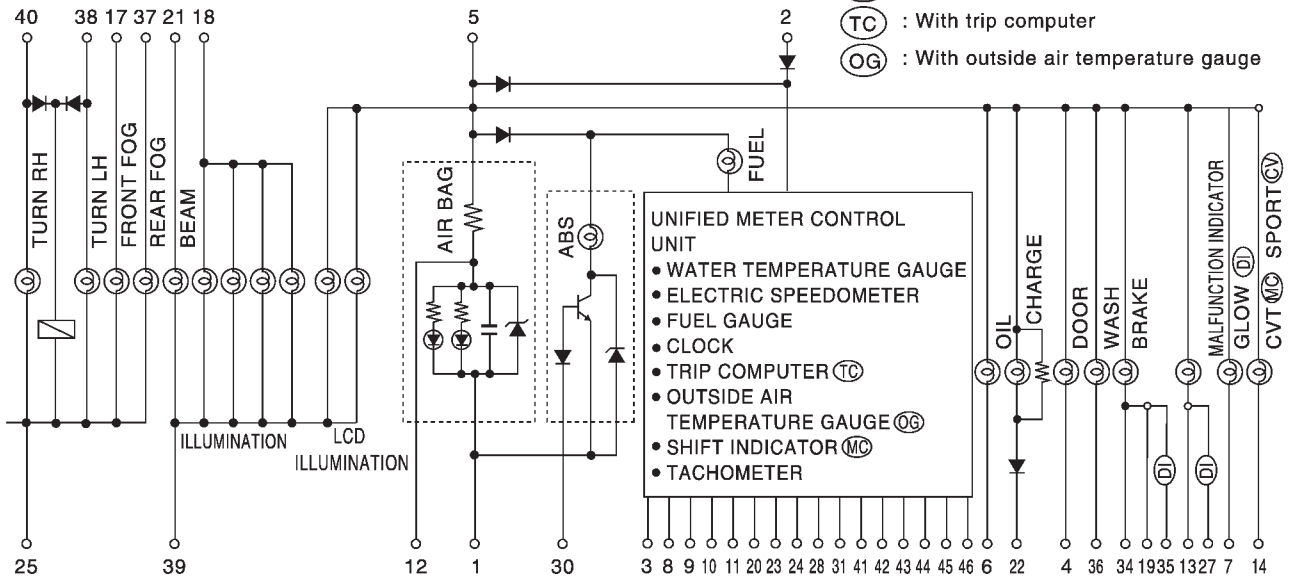 40 38 17 37 21 18 5 2
TC : With trip computer
OG : With outside air temperature gauge
TURN RH
TURN LH
FRONT FOG
REAR FOG
BEAM
ILLUMINATION
LCD
ILLUMINATION
AIR BAG
ABS
FUEL
UNIFIED METER CONTROL
UNIT
• WATER TEMPERATURE GAUGE
• ELECTRIC SPEEDOMETER
• FUEL GAUGE
• CLOCK
• TRIP COMPUTER TC
• OUTSIDE AIR
TEMPERATURE GAUGE OG
• SHIFT INDICATOR MC
• TACHOMETER
OIL
CHARGE
DOOR
WASH
BRAKE
DI
DI
MALFUNCTION INDICATOR
GLOW DI
CVT MC SPORT CV
25 39 12 1 30 3 8 9 10 11 20 23 24 28 31 41 42 43 44 45 46 6 22 4 36 34 19 35 13 27 7 14